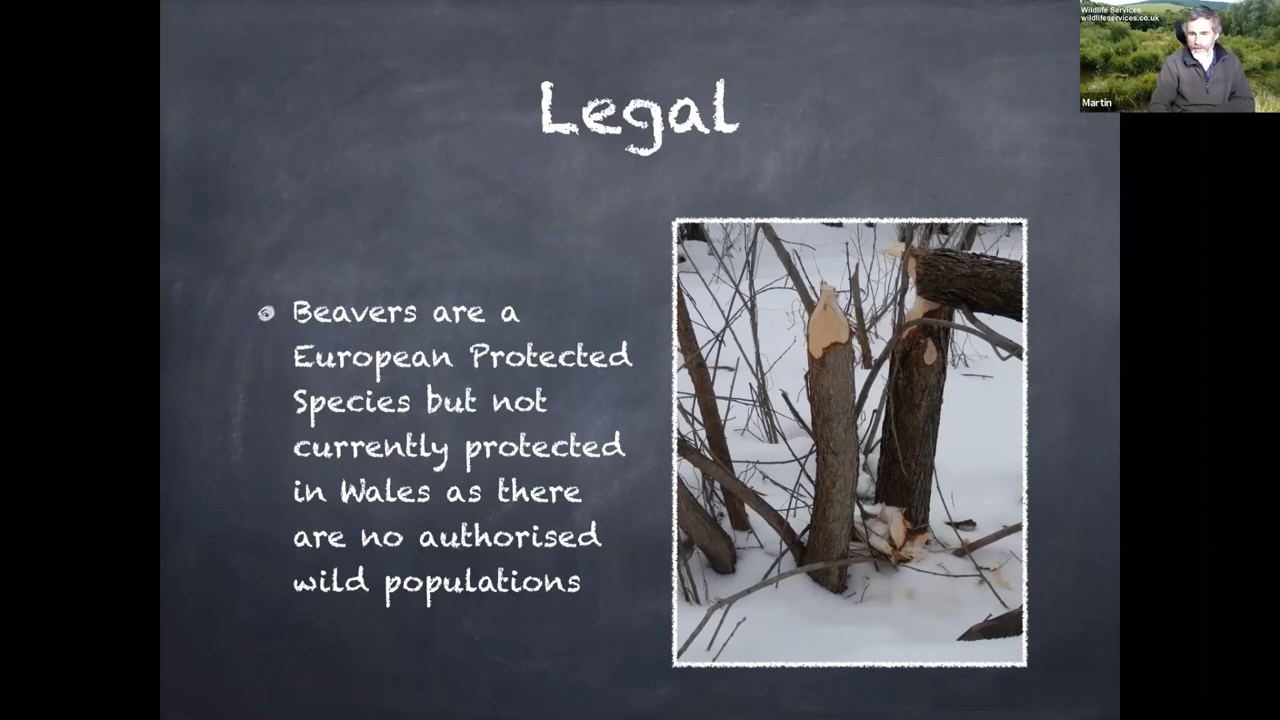 Wildlife Services
wildlifeservices.co.uk
Martin
Legal
Beavers are a
European Protected
Species but not
currently protected
in Wales as there
are no authorised
wild populations